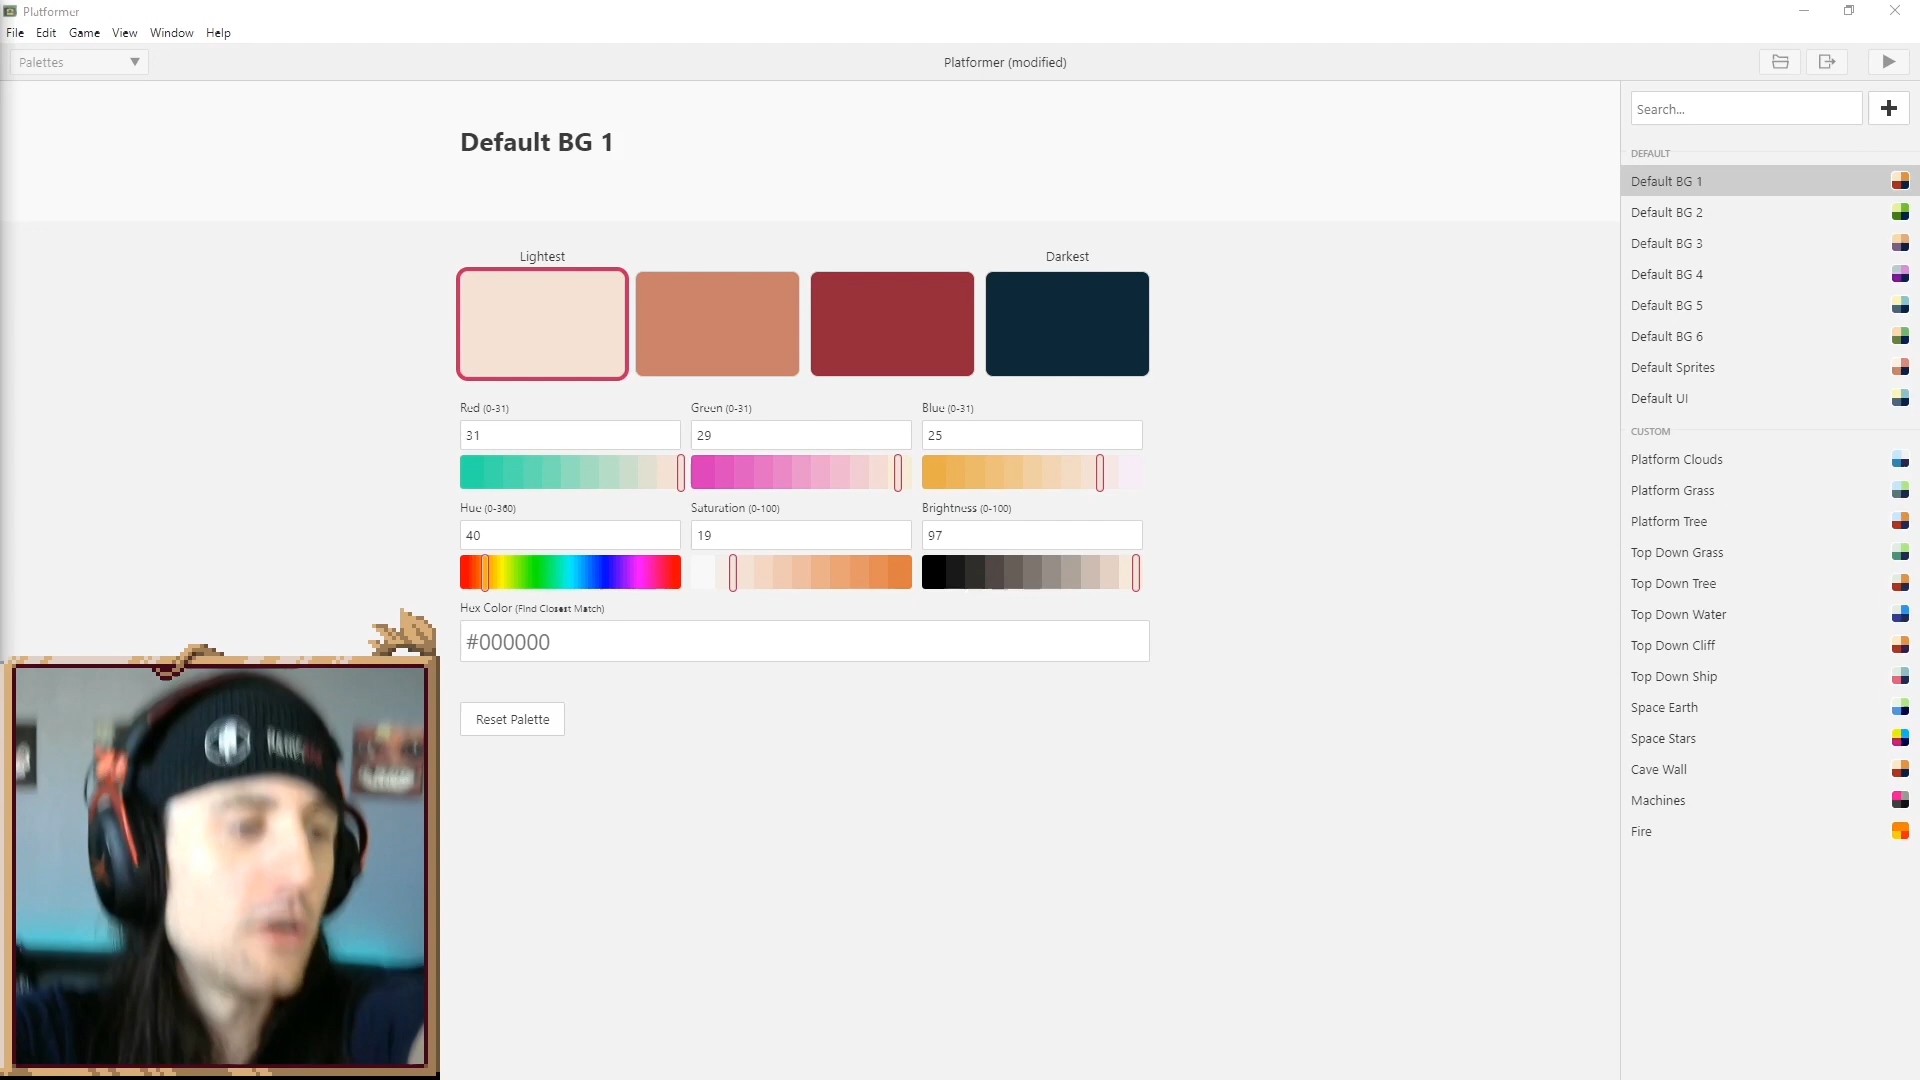 Platformer
File Edit Game View Window Help
Palettes
Platformer (modified)
Search...
Default BG 1
DEFAULT
Default BG 1
Default BG 2
Default BG 3
Default BG 4
Default BG 5
Default BG 6
Default Sprites
Default UI
CUSTOM
Platform Clouds
Platform Grass
Platform Tree
Top Down Grass
Top Down Tree
Top Down Water
Top Down Cliff
Top Down Ship
Space Earth
Space Stars
Cave Wall
Machines
Fire
Lightest
Darkest
Red (0-31)
Green (0-31)
Blue (0-31)
31
29
25
Hue (0-360)
Saturation (0-100)
Brightness (0-100)
40
19
97
Hex Color (Find Closest Match)
#000000
Reset Palette